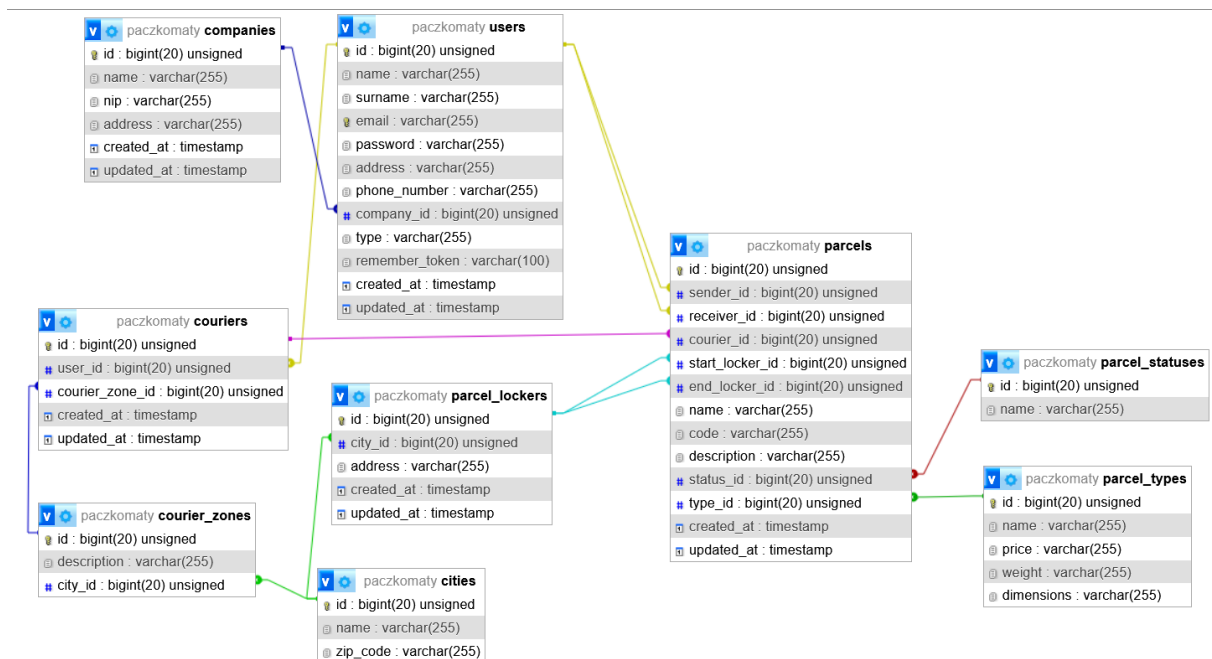 paczkomaty companies
id : bigint(20) unsigned
name : varchar(255)
nip : varchar(255)
address : varchar(255)
created_at : timestamp
updated_at : timestamp
paczkomaty users
id : bigint(20) unsigned
name : varchar(255)
surname : varchar(255)
email : varchar(255)
password : varchar(255)
address : varchar(255)
phone_number : varchar(255)
company_id : bigint(20) unsigned
type : varchar(255)
remember_token : varchar(100)
created_at : timestamp
updated_at : timestamp
paczkomaty parcels
id : bigint(20) unsigned
sender_id : bigint(20) unsigned
receiver_id : bigint(20) unsigned
courier_id : bigint(20) unsigned
start_locker_id : bigint(20) unsigned
end_locker_id : bigint(20) unsigned
name : varchar(255)
code : varchar(255)
description : varchar(255)
status_id : bigint(20) unsigned
type_id : bigint(20) unsigned
created_at : timestamp
updated_at : timestamp
paczkomaty couriers
id : bigint(20) unsigned
user_id : bigint(20) unsigned
courier_zone_id : bigint(20) unsigned
created_at : timestamp
updated_at : timestamp
paczkomaty parcel_lockers
id : bigint(20) unsigned
city_id : bigint(20) unsigned
address : varchar(255)
created_at : timestamp
updated_at : timestamp
paczkomaty parcel_statuses
id : bigint(20) unsigned
name : varchar(255)
paczkomaty parcel_types
id : bigint(20) unsigned
name : varchar(255)
price : varchar(255)
weight : varchar(255)
dimensions : varchar(255)
paczkomaty courier_zones
id : bigint(20) unsigned
description : varchar(255)
city_id : bigint(20) unsigned
paczkomaty cities
id : bigint(20) unsigned
name : varchar(255)
zip_code : varchar(255)